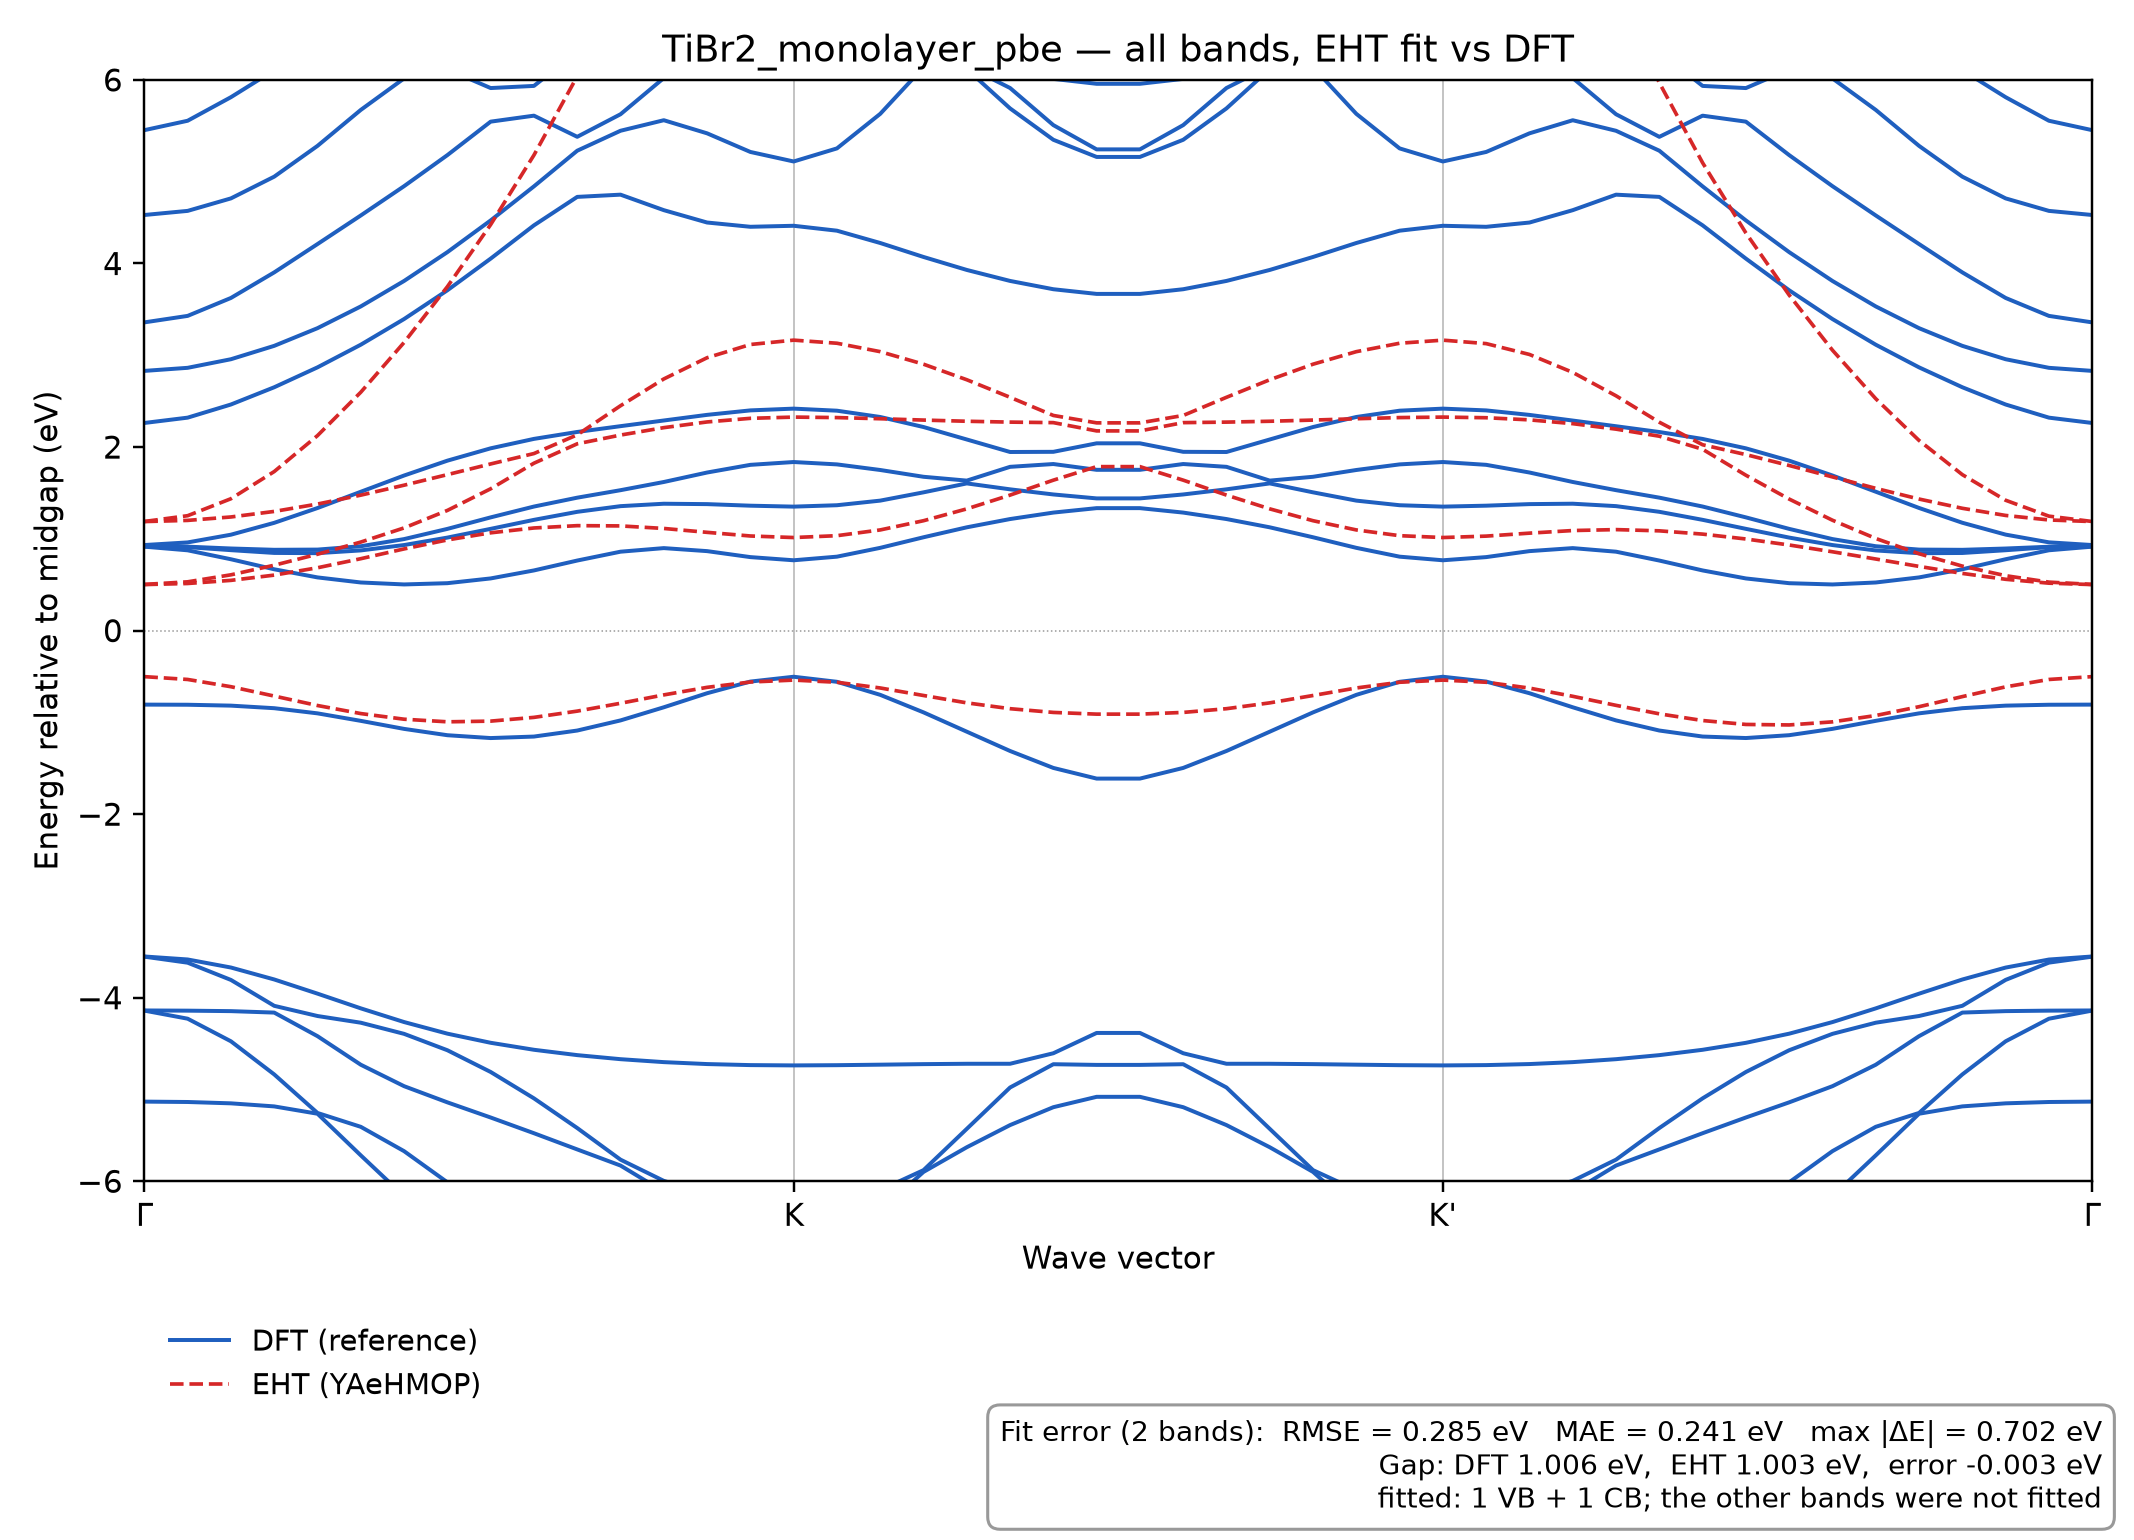 TiBr2_monolayer_pbe — all bands, EHT fit vs DFT
Energy relative to midgap (eV)
6
4
2
0
−2
−4
−6
Γ K K' Γ
Wave vector
DFT (reference)
EHT (YAeHMOP)
Fit error (2 bands):  RMSE = 0.285 eV   MAE = 0.241 eV   max |ΔE| = 0.702 eV
Gap: DFT 1.006 eV,  EHT 1.003 eV,  error -0.003 eV
fitted: 1 VB + 1 CB; the other bands were not fitted